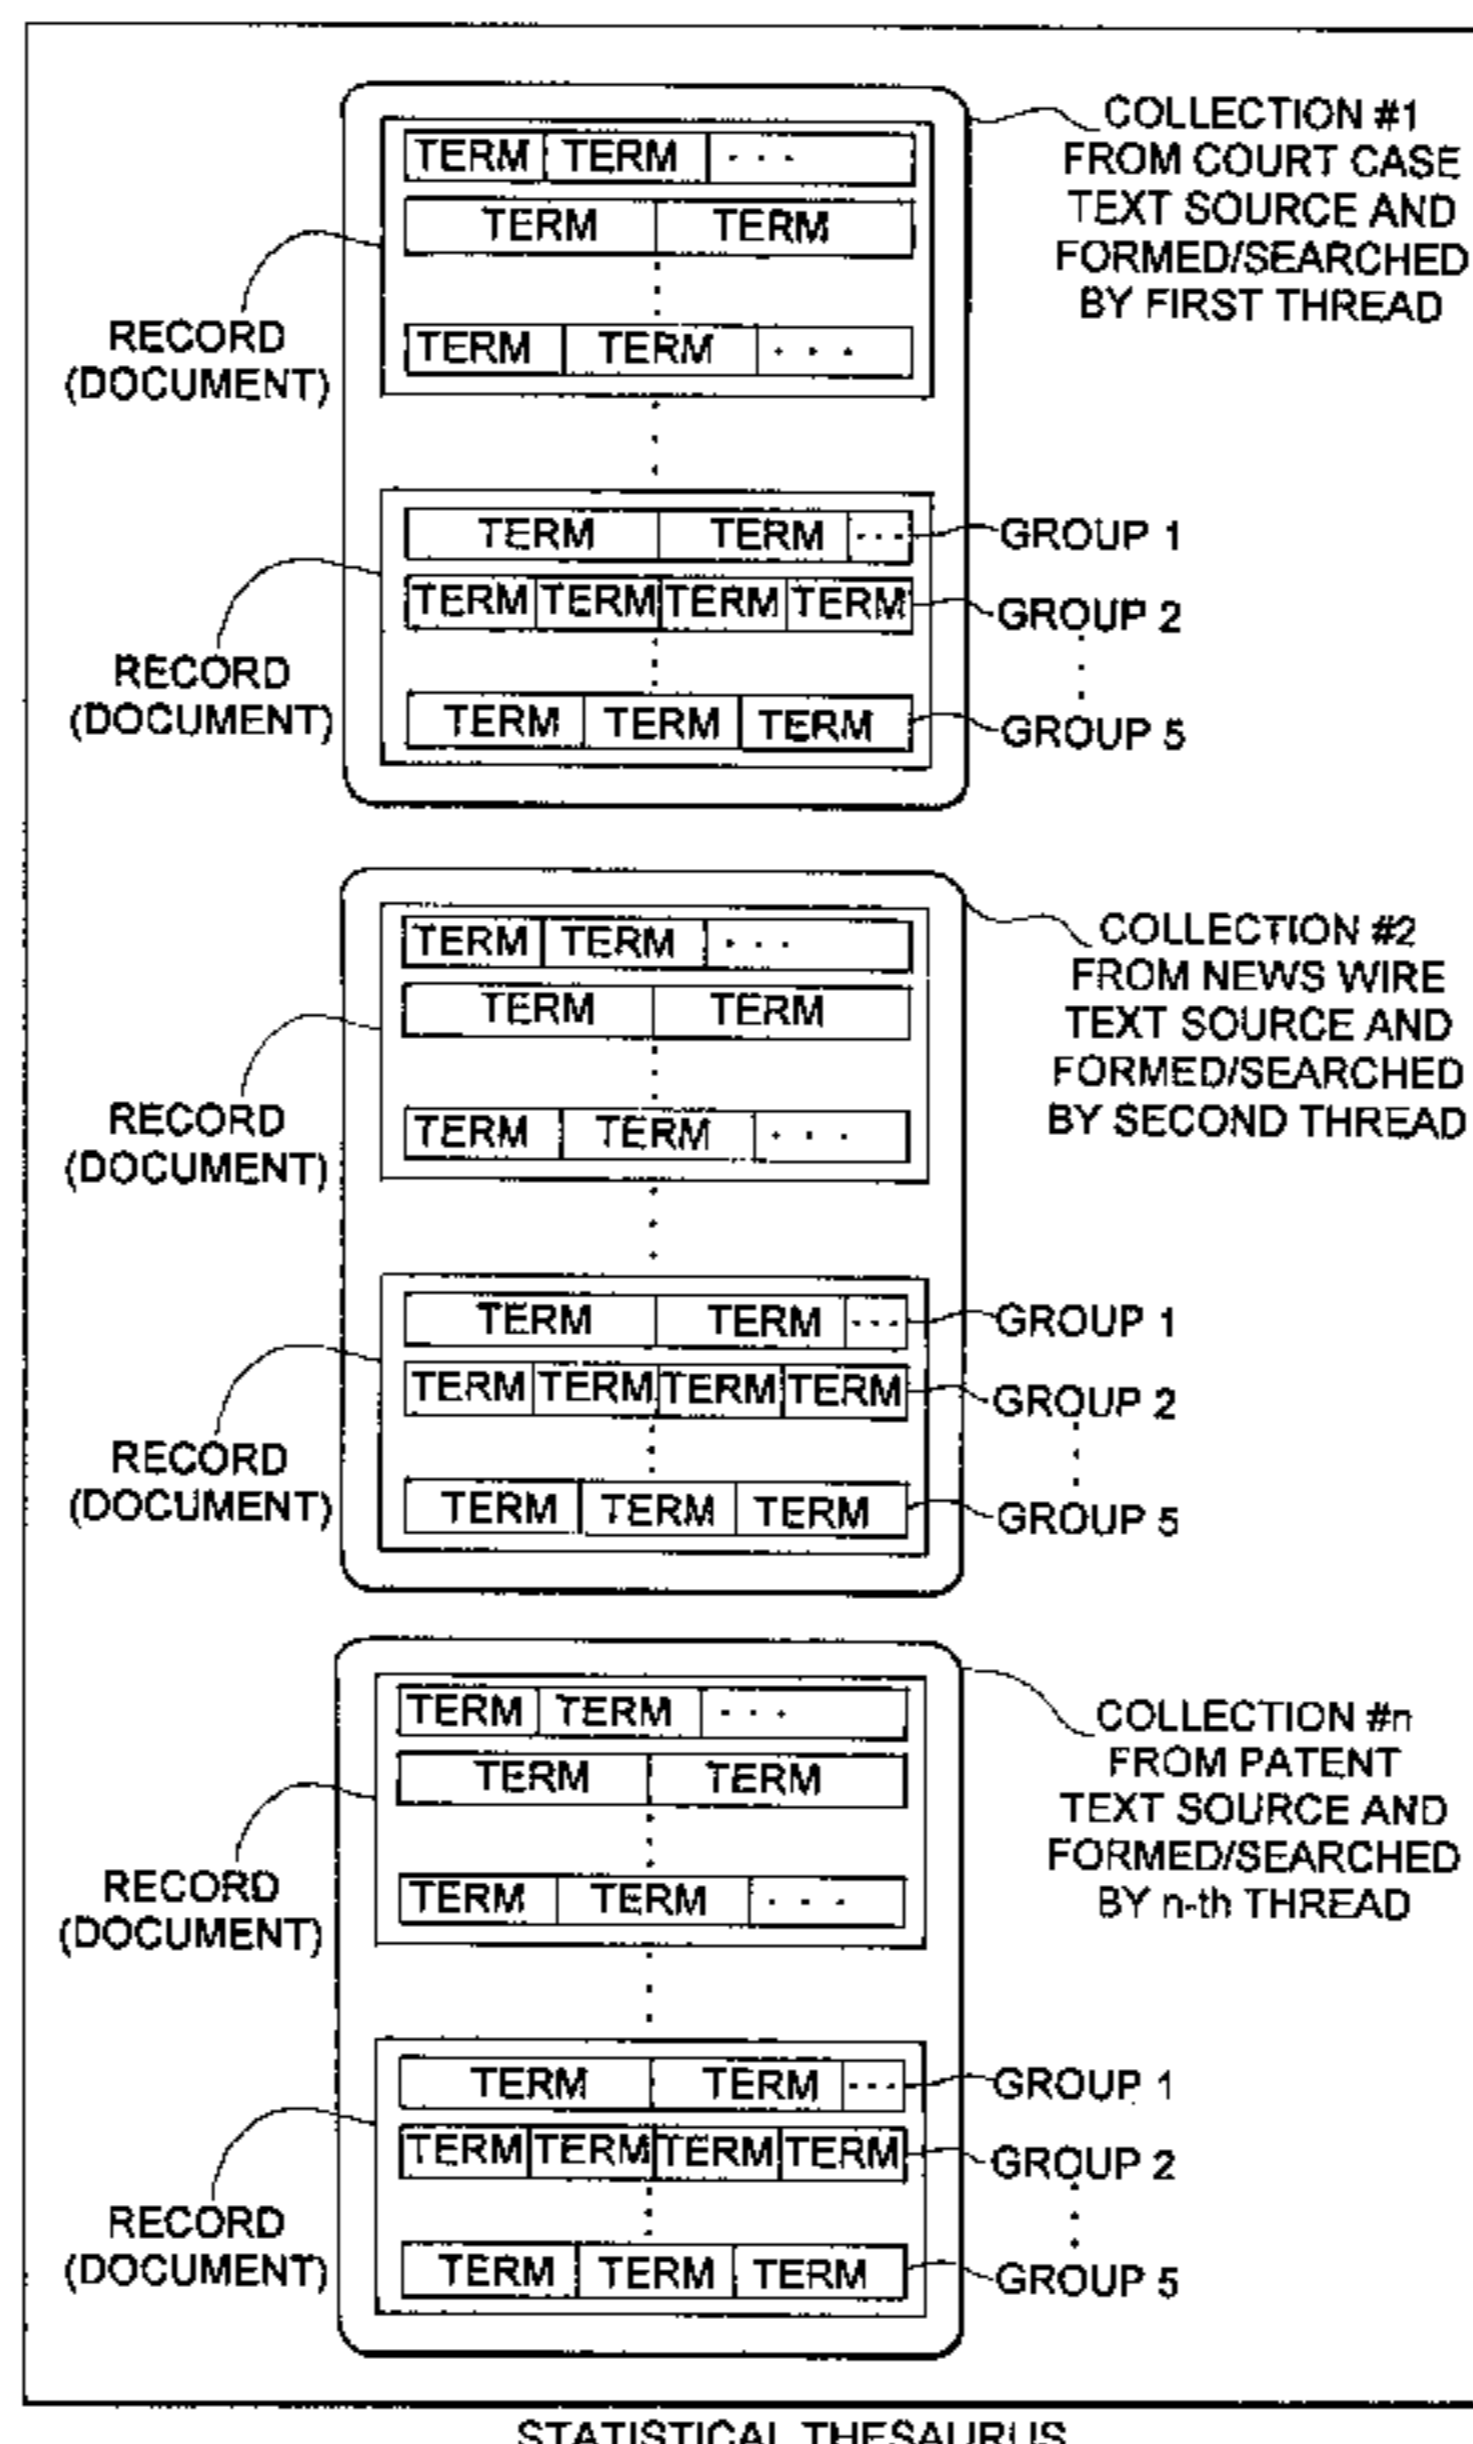 TERM TERM . . .
COLLECTION #1
FROM COURT CASE
TEXT SOURCE AND
FORMED/SEARCHED
BY FIRST THREAD
TERM TERM
RECORD
(DOCUMENT)
TERM TERM . . .
TERM TERM ...
GROUP 1
TERM TERM TERM TERM
GROUP 2
RECORD
(DOCUMENT)
TERM TERM TERM
GROUP 5
TERM TERM . . .
COLLECTION #2
FROM NEWS WIRE
TEXT SOURCE AND
FORMED/SEARCHED
BY SECOND THREAD
TERM TERM
RECORD
(DOCUMENT)
TERM TERM . . .
TERM TERM ...
GROUP 1
TERM TERM TERM TERM
GROUP 2
RECORD
(DOCUMENT)
TERM TERM TERM
GROUP 5
TERM TERM . . .
COLLECTION #n
FROM PATENT
TEXT SOURCE AND
FORMED/SEARCHED
BY n-th THREAD
TERM TERM
RECORD
(DOCUMENT)
TERM TERM . . .
TERM TERM ...
GROUP 1
TERM TERM TERM TERM
GROUP 2
RECORD
(DOCUMENT)
TERM TERM TERM
GROUP 5
STATISTICAL THESAURUS